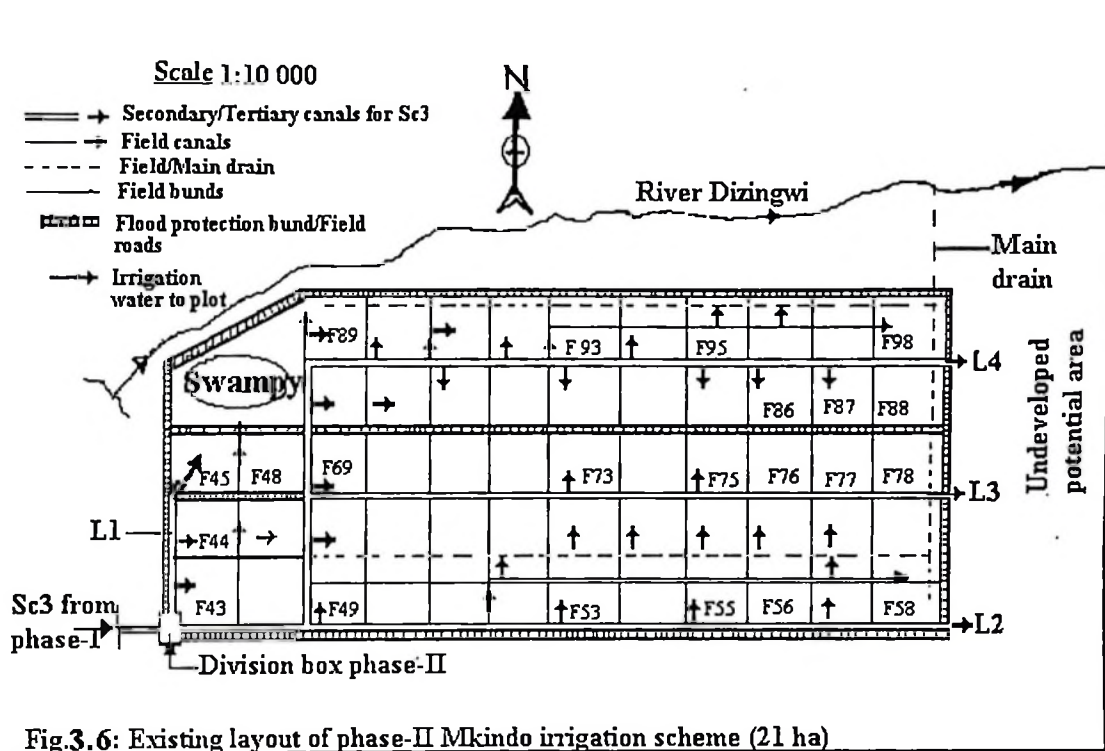 Scale 1:10 000
N
Secondary/Tertiary canals for Sc3
Field canals
Field/Main drain
Field bunds
Flood protection bund/Field
roads
Irrigation
water to plot
River Dizingwi
Main
drain
Undeveloped
potential area
F89
F93
F95
F98
L4
Swampy
F86
F87
F88
F45
F48
F69
F73
F75
F76
F77
F78
L3
L1
F44
F43
F49
F53
F55
F56
F58
L2
Sc3 from
phase-I
Division box phase-II
Fig.3.6: Existing layout of phase-II Mkindo irrigation scheme (21 ha)